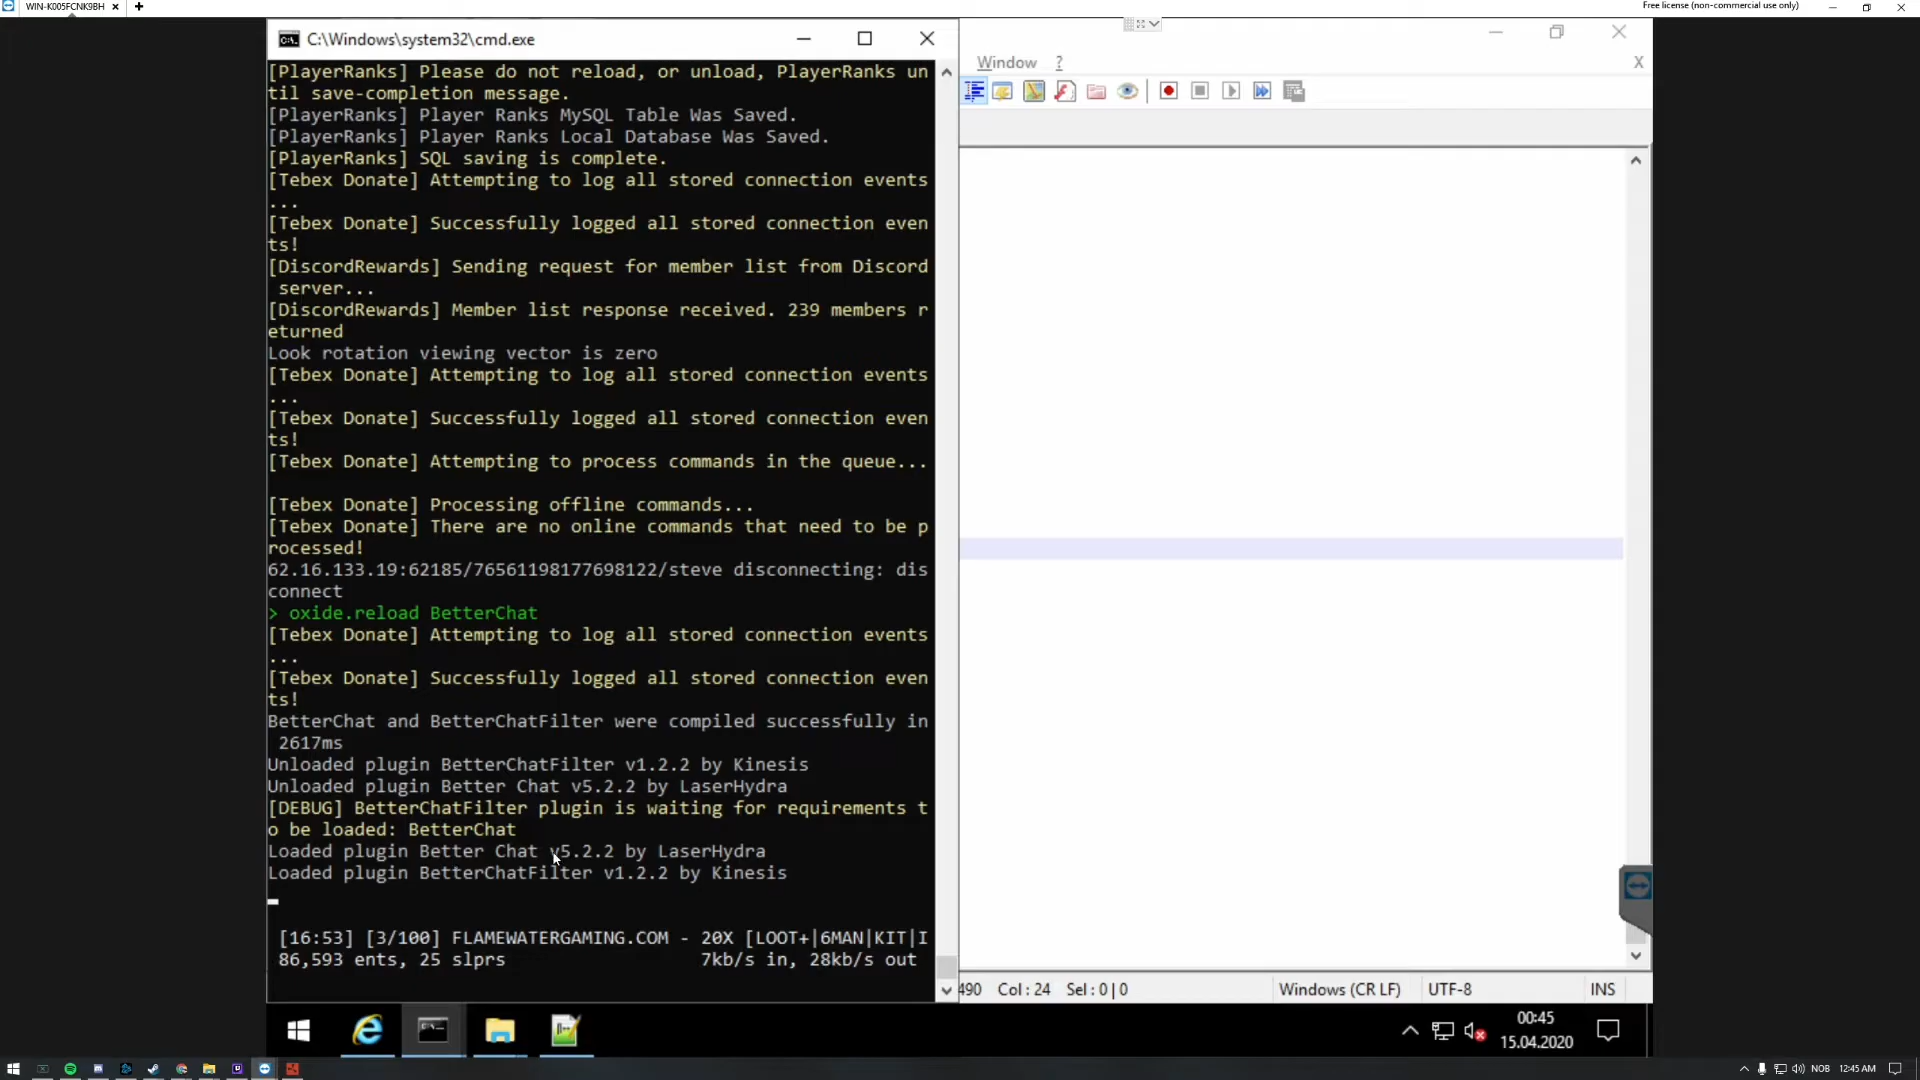 WIN-K005FCNK9BH
Free license (non-commercial use only)
C:\Windows\system32\cmd.exe
Window ?
[PlayerRanks] Please do not reload, or unload, PlayerRanks un
til save-completion message.
[PlayerRanks] Player Ranks MySQL Table Was Saved.
[PlayerRanks] Player Ranks Local Database Was Saved.
[PlayerRanks] SQL saving is complete.
[Tebex Donate] Attempting to log all stored connection events
...
[Tebex Donate] Successfully logged all stored connection even
ts!
[DiscordRewards] Sending request for member list from Discord
server...
[DiscordRewards] Member list response received. 239 members r
eturned
Look rotation viewing vector is zero
[Tebex Donate] Attempting to log all stored connection events
...
[Tebex Donate] Successfully logged all stored connection even
ts!
[Tebex Donate] Attempting to process commands in the queue...
[Tebex Donate] Processing offline commands...
[Tebex Donate] There are no online commands that need to be p
rocessed!
62.16.133.19:62185/76561198177698122/steve disconnecting: dis
connect
> oxide.reload BetterChat
[Tebex Donate] Attempting to log all stored connection events
...
[Tebex Donate] Successfully logged all stored connection even
ts!
BetterChat and BetterChatFilter were compiled successfully in
2617ms
Unloaded plugin BetterChatFilter v1.2.2 by Kinesis
Unloaded plugin Better Chat v5.2.2 by LaserHydra
[DEBUG] BetterChatFilter plugin is waiting for requirements t
o be loaded: BetterChat
Loaded plugin Better Chat v5.2.2 by LaserHydra
Loaded plugin BetterChatFilter v1.2.2 by Kinesis
[16:53] [3/100] FLAMEWATERGAMING.COM - 20X [LOOT+|6MAN|KIT|I
86,593 ents, 25 slprs 7kb/s in, 28kb/s out
490 Col : 24 Sel : 0 | 0 Windows (CR LF) UTF-8 INS
00:45
15.04.2020
NOB 12:45 AM